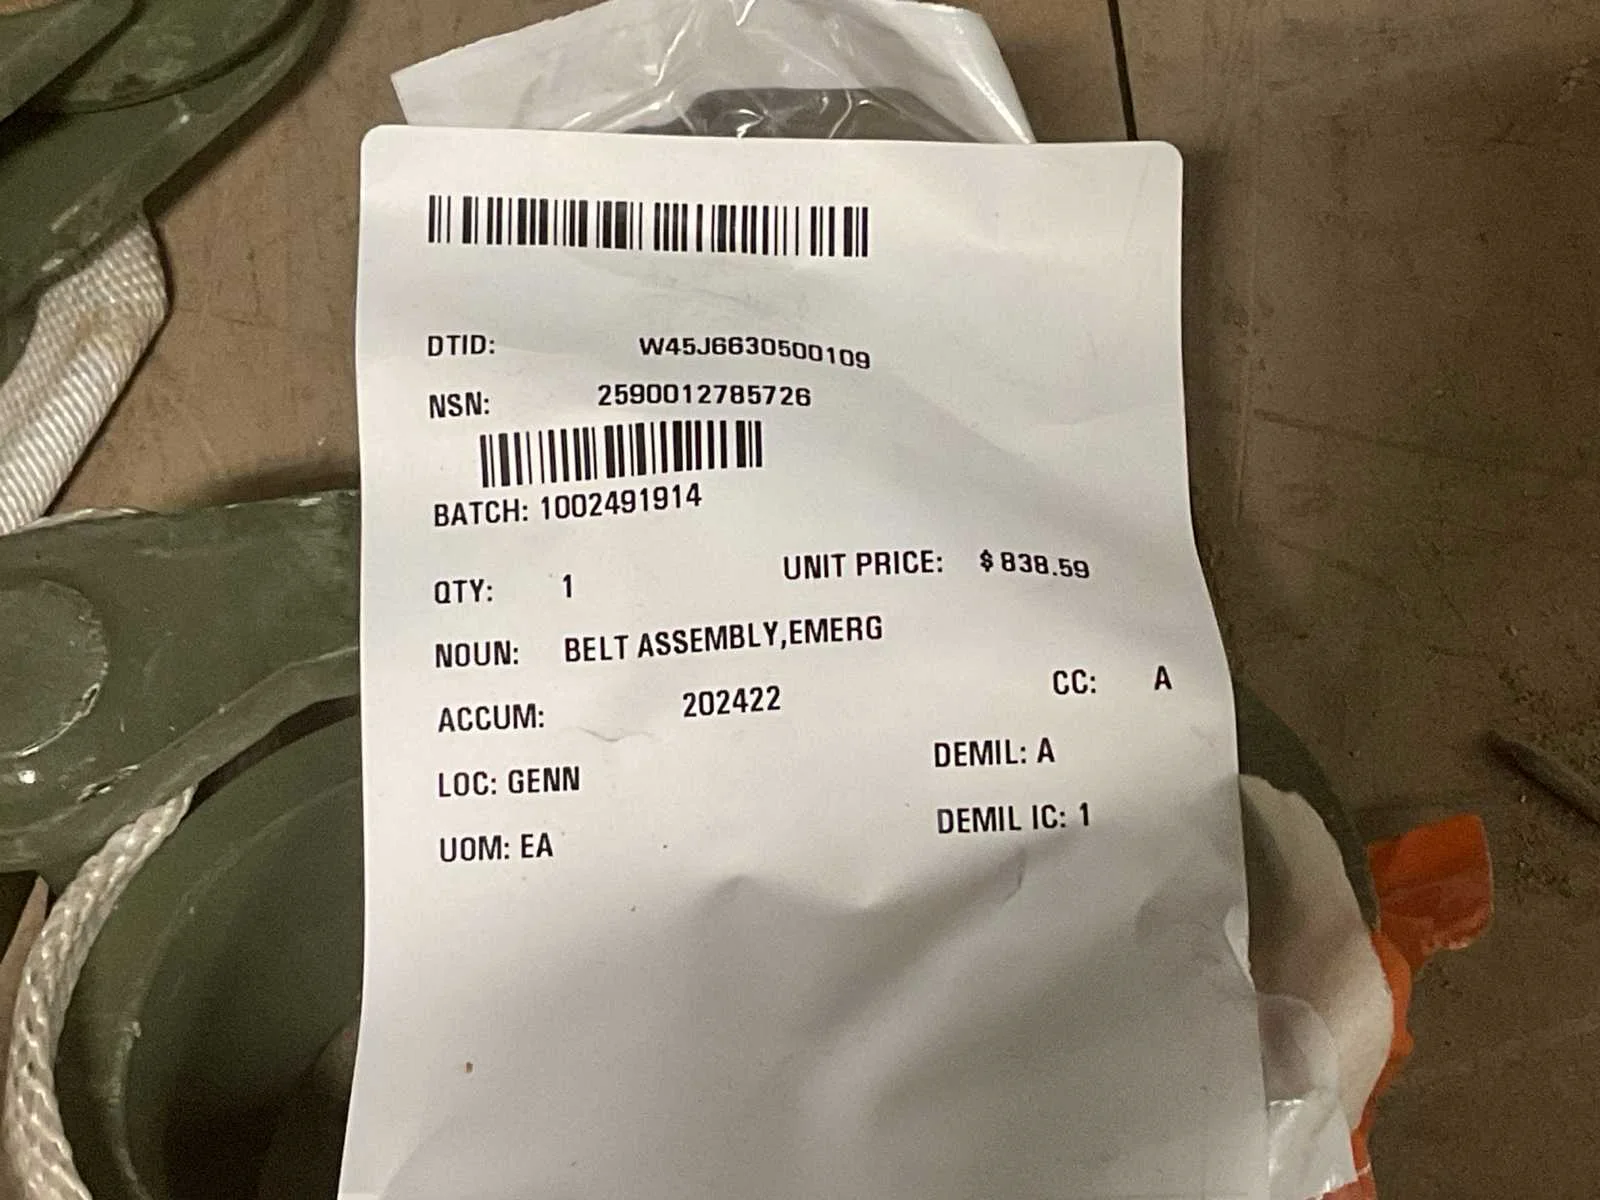 DTID: W45J6630500109
NSN: 2590012785726
BATCH: 1002491914
QTY: 1 UNIT PRICE: $ 838.59
NOUN: BELT ASSEMBLY,EMERG
ACCUM: 202422 CC: A
LOC: GENN DEMIL: A
UOM: EA DEMIL IC: 1